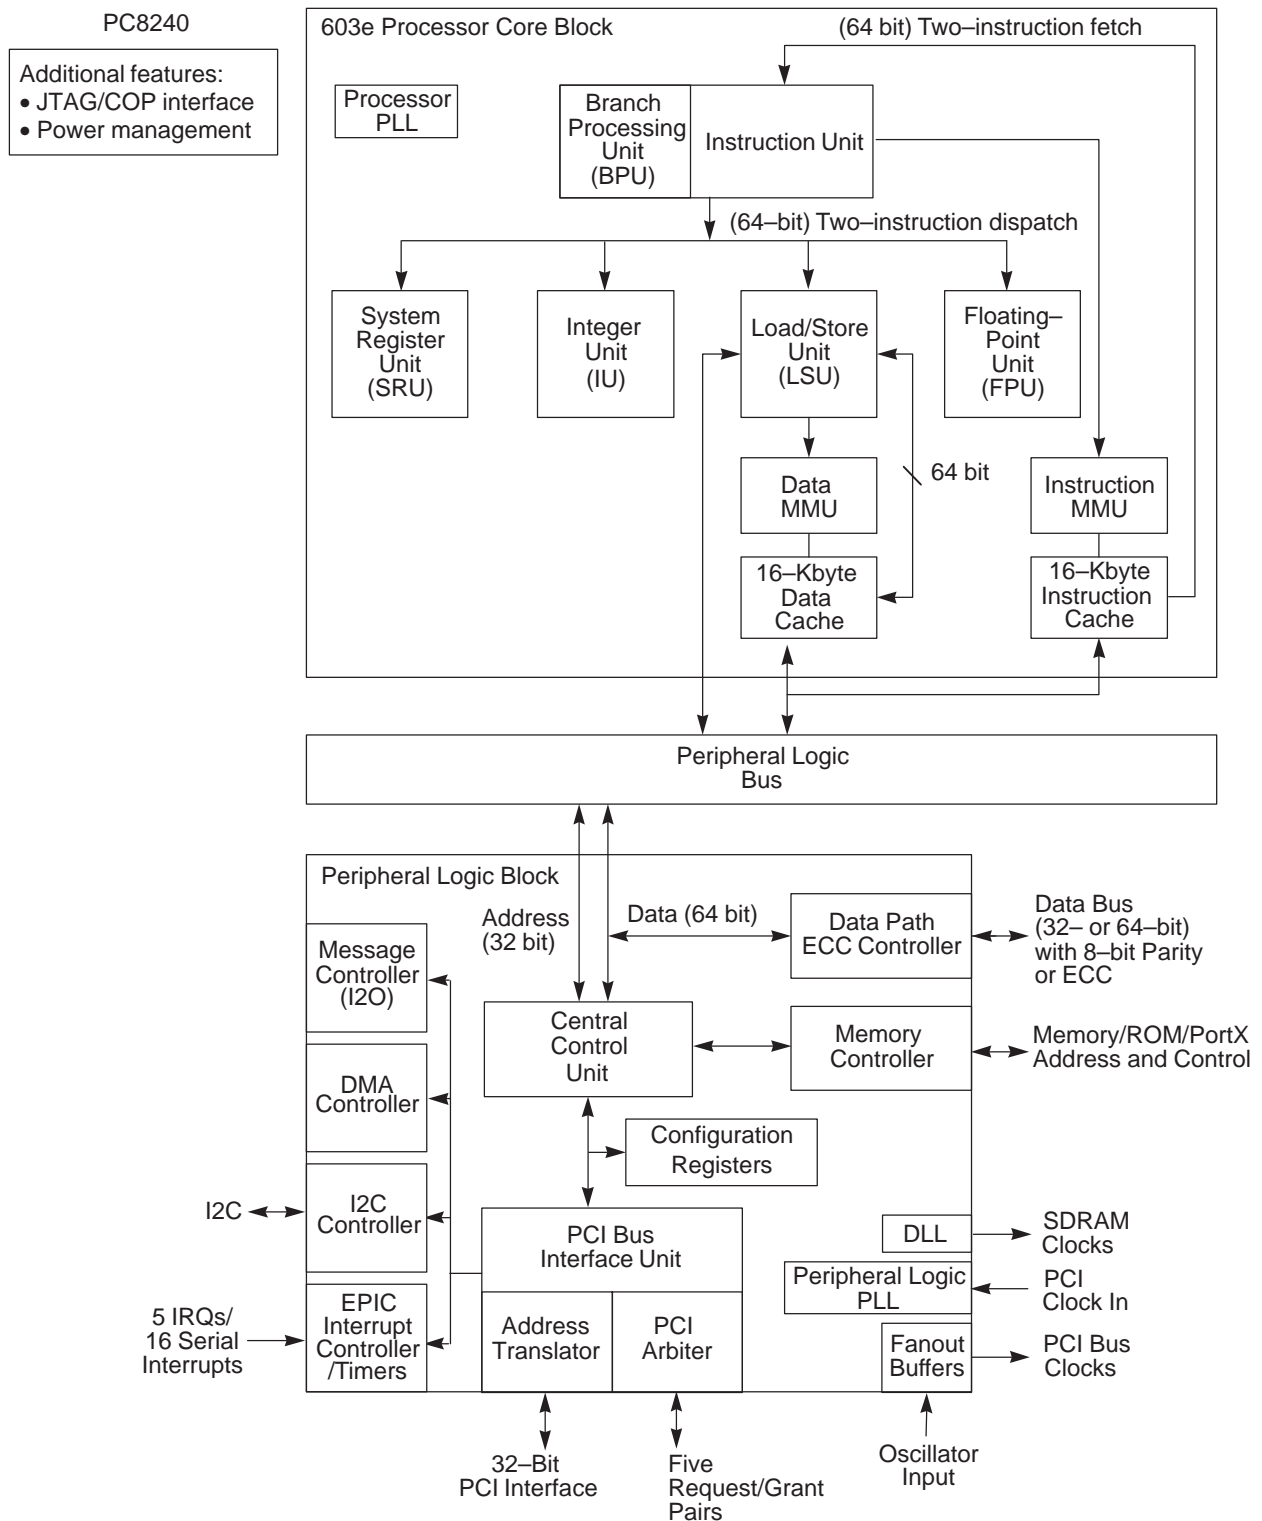 PC8240
Additional features:
• JTAG/COP interface
• Power management
603e Processor Core Block
(64 bit) Two–instruction fetch
Processor
PLL
Branch
Processing
Unit
(BPU)
Instruction Unit
(64–bit) Two–instruction dispatch
System
Register
Unit
(SRU)
Integer
Unit
(IU)
Load/Store
Unit
(LSU)
Floating–
Point
Unit
(FPU)
64 bit
Data
MMU
Instruction
MMU
16–Kbyte
Data
Cache
16–Kbyte
Instruction
Cache
Peripheral Logic
Bus
Peripheral Logic Block
Address
(32 bit)
Data (64 bit)
Data Path
ECC Controller
Data Bus
(32– or 64–bit)
with 8–bit Parity
or ECC
Message
Controller
(I2O)
Central
Control
Unit
Memory
Controller
Memory/ROM/PortX
Address and Control
DMA
Controller
Configuration
Registers
I2C
I2C
Controller
PCI Bus
Interface Unit
DLL
SDRAM
Clocks
Peripheral Logic
PLL
PCI
Clock In
5 IRQs/
16 Serial
Interrupts
EPIC
Interrupt
Controller
/Timers
Address
Translator
PCI
Arbiter
Fanout
Buffers
PCI Bus
Clocks
32–Bit
PCI Interface
Five
Request/Grant
Pairs
Oscillator
Input